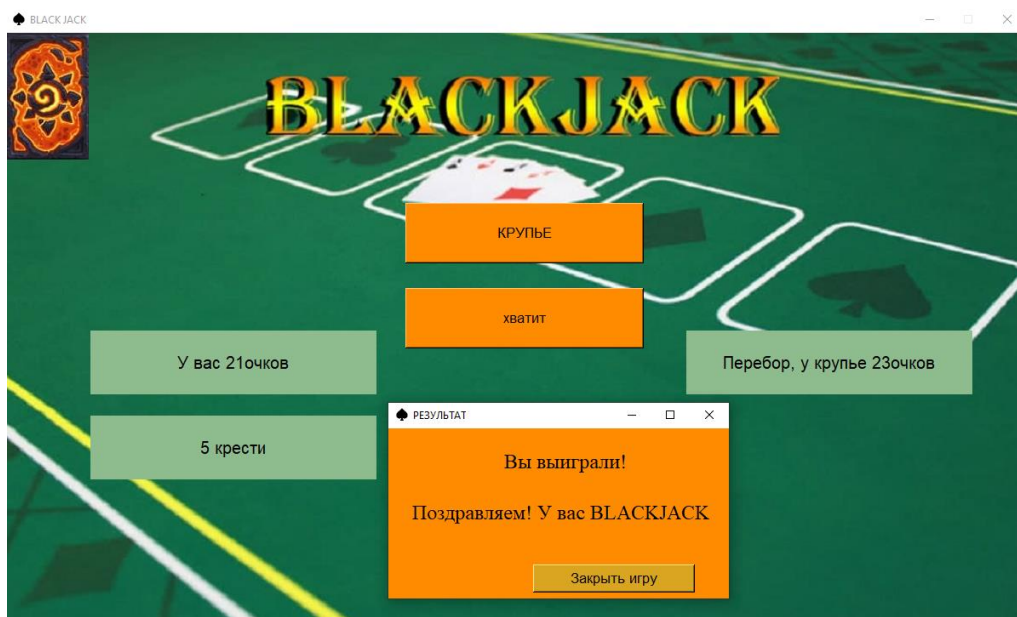 BLACK JACK
BLACKJACK
КРУПЬЕ
хватит
У вас 21очков
Перебор, у крупье 23очков
5 крести
РЕЗУЛЬТАТ
Вы выиграли!
Поздравляем! У вас BLACKJACK
Закрыть игру